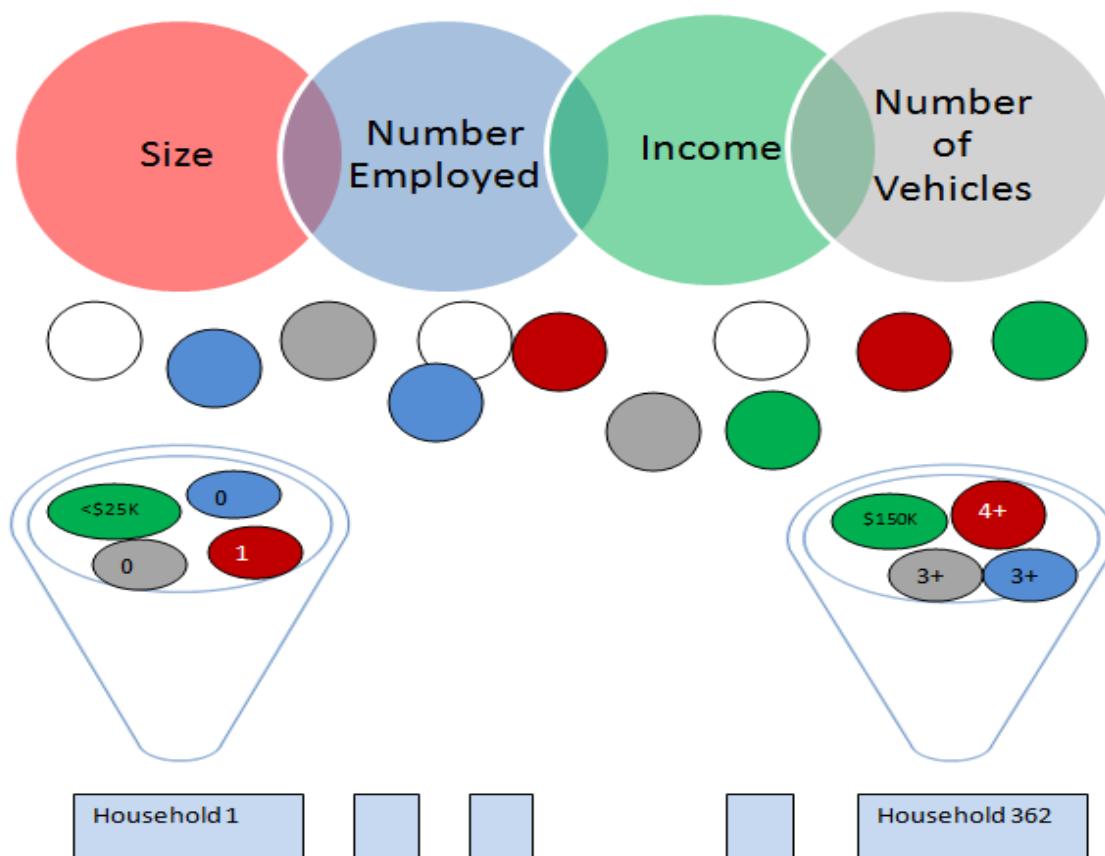 Size
Number
Employed
Income
Number
of
Vehicles
<$25K
0
0
1
$150K
4+
3+
3+
Household 1
Household 362